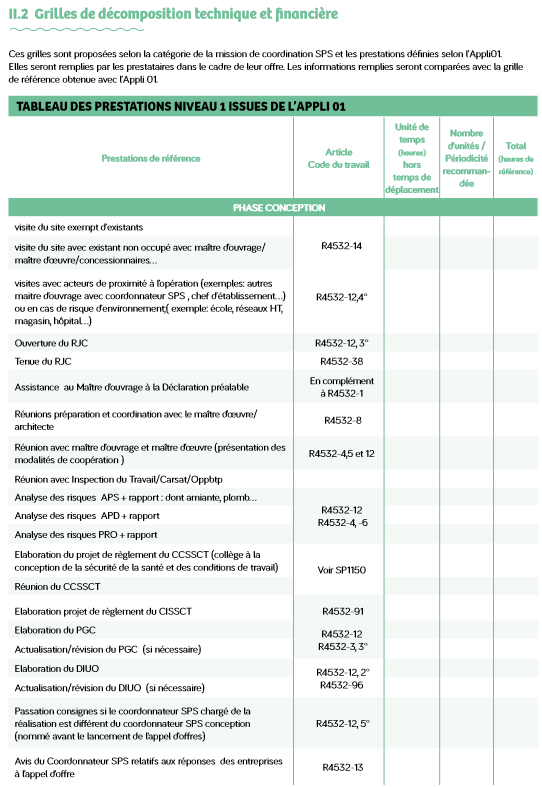 II.2 Grilles de décomposition technique et financière
Ces grilles sont proposées selon la catégorie de la mission de coordination SPS et les prestations définies selon l'Appli01.
Elles seront remplies par les prestataires dans le cadre de leur offre. Les informations remplies seront comparées avec la grille
de référence obtenue avec l'Appli 01.
TABLEAU DES PRESTATIONS NIVEAU 1 ISSUES DE L'APPLI 01
Prestations de référence
Article
Code du travail
Unité de
temps
(heures)
hors
temps de
déplacement
Nombre
d'unités /
Périodicité
recomman-
dée
Total
(heures de
référence)
PHASE CONCEPTION
visite du site exempt d'existants
visite du site avec existant non occupé avec maître d'ouvrage/
maître d'œuvre/concessionnaires...
R4532-14
visites avec acteurs de proximité à l'opération (exemples: autres
maitre d'ouvrage avec coordonnateur SPS , chef d'établissement...)
ou en cas de risque d'environnement;( exemple: école, réseaux HT,
magasin, hôpital...)
R4532-12,4°
Ouverture du RJC
R4532-12, 3°
Tenue du RJC
R4532-38
Assistance au Maître d'ouvrage à la Déclaration préalable
En complément
à R4532-1
Réunions préparation et coordination avec le maître d'œuvre/
architecte
R4532-8
Réunion avec maître d'ouvrage et maître d'œuvre (présentation des
modalités de coopération )
R4532-4,5 et 12
Réunion avec Inspection du Travail/Carsat/Oppbtp
Analyse des risques APS + rapport : dont amiante, plomb...
Analyse des risques APD + rapport
Analyse des risques PRO + rapport
R4532-12
R4532-4, -6
Elaboration du projet de règlement du CCSSCT (collège à la
conception de la sécurité de la santé et des conditions de travail)
Réunion du CCSSCT
Voir SP1150
Elaboration projet de règlement du CISSCT
R4532-91
Elaboration du PGC
Actualisation/révision du PGC (si nécessaire)
R4532-12
R4532-3, 3°
Elaboration du DIUO
Actualisation/révision du DIUO (si nécessaire)
R4532-12, 2°
R4532-96
Passation consignes si le coordonnateur SPS chargé de la
réalisation est différent du coordonnateur SPS conception
(nommé avant le lancement de l'appel d'offres)
R4532-12, 5°
Avis du Coordonnateur SPS relatifs aux réponses des entreprises
à l'appel d'offre
R4532-13